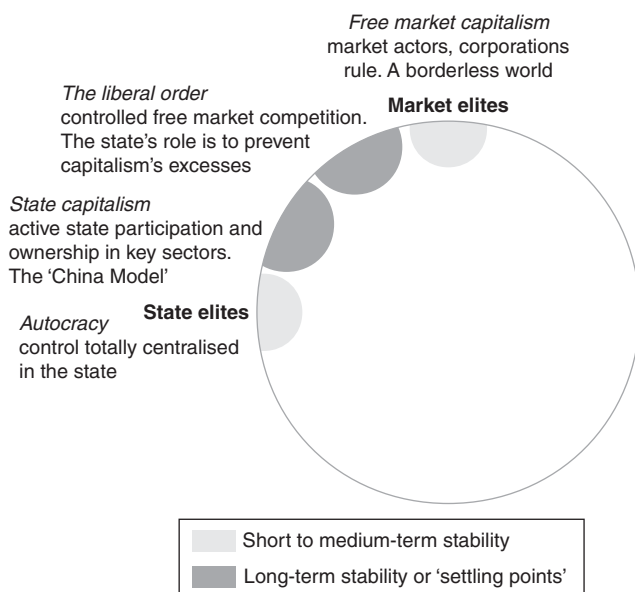 Free market capitalism
market actors, corporations
rule. A borderless world
Market elites
The liberal order
controlled free market competition.
The state's role is to prevent
capitalism's excesses
State capitalism
active state participation and
ownership in key sectors.
The ‘China Model’
State elites
Autocracy
control totally centralised
in the state
Short to medium-term stability
Long-term stability or ‘settling points’